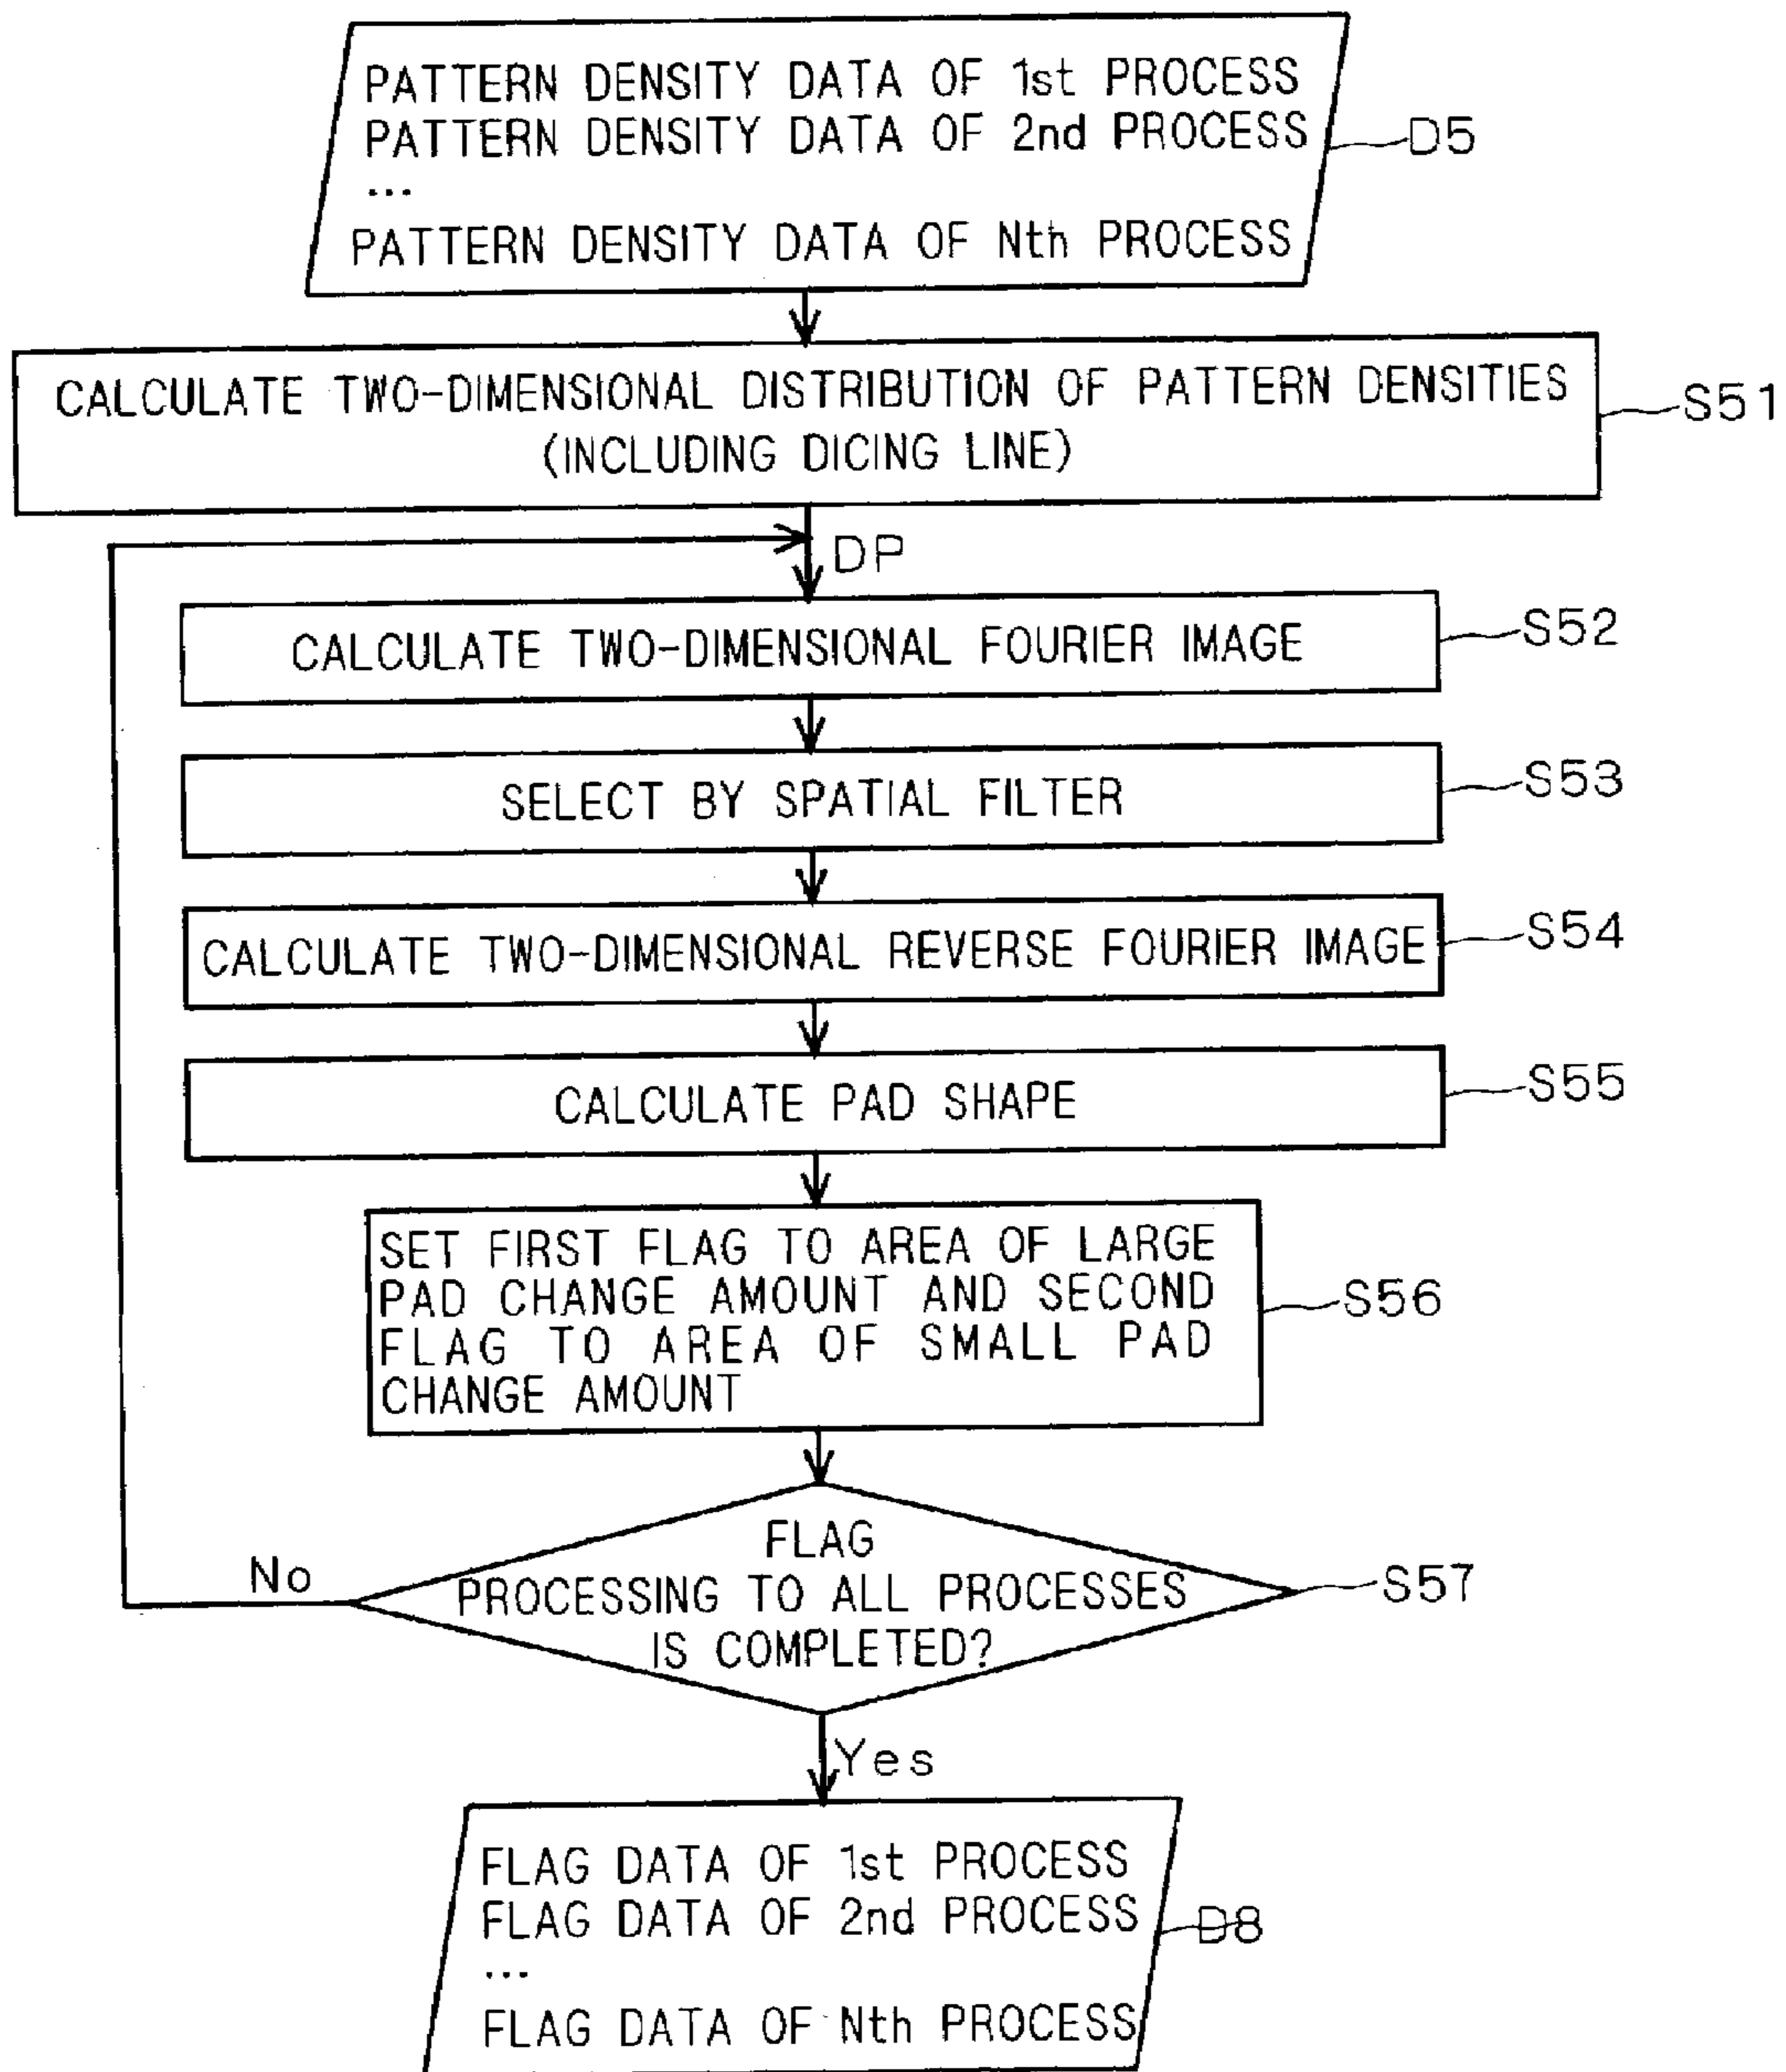 PATTERN DENSITY DATA OF 1st PROCESS
PATTERN DENSITY DATA OF 2nd PROCESS
...
PATTERN DENSITY DATA OF Nth PROCESS
D5
CALCULATE TWO-DIMENSIONAL DISTRIBUTION OF PATTERN DENSITIES
(INCLUDING DICING LINE)
S51
DP
CALCULATE TWO-DIMENSIONAL FOURIER IMAGE
S52
SELECT BY SPATIAL FILTER
S53
CALCULATE TWO-DIMENSIONAL REVERSE FOURIER IMAGE
S54
CALCULATE PAD SHAPE
S55
SET FIRST FLAG TO AREA OF LARGE
PAD CHANGE AMOUNT AND SECOND
FLAG TO AREA OF SMALL PAD
CHANGE AMOUNT
S56
FLAG
PROCESSING TO ALL PROCESSES
IS COMPLETED?
S57
No
Yes
FLAG DATA OF 1st PROCESS
FLAG DATA OF 2nd PROCESS
...
FLAG DATA OF Nth PROCESS
D8